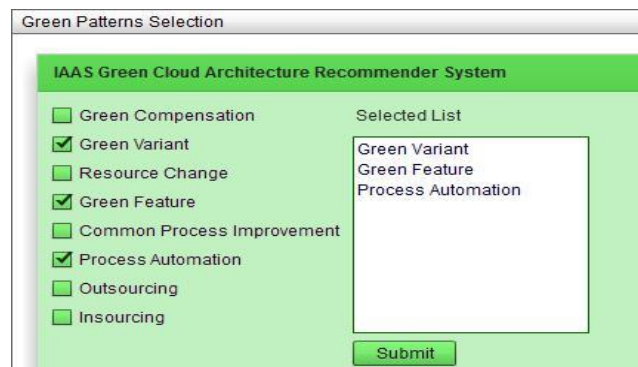 Green Patterns Selection
IAAS Green Cloud Architecture Recommender System
Green Compensation
Green Variant
Resource Change
Green Feature
Common Process Improvement
Process Automation
Outsourcing
Insourcing
Selected List
Green Variant
Green Feature
Process Automation
Submit